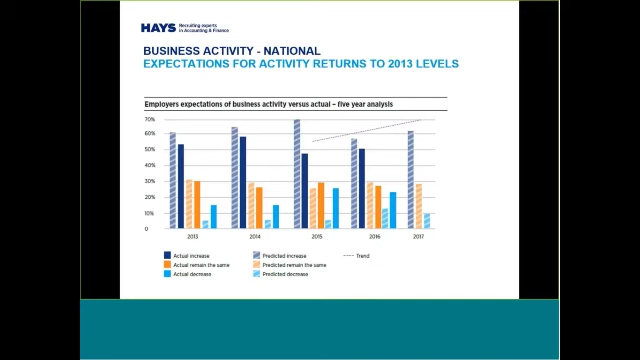 HAYS Recruiting experts
in Accounting & Finance
BUSINESS ACTIVITY - NATIONAL
EXPECTATIONS FOR ACTIVITY RETURNS TO 2013 LEVELS
Employers expectations of business activity versus actual – five year analysis
70%
60%
50%
40%
30%
20%
10%
0
2013 2014 2015 2016 2017
Actual increase Predicted increase Trend
Actual remain the same Predicted remain the same
Actual decrease Predicted decrease